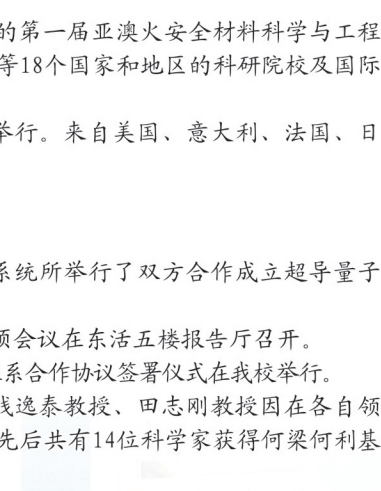 的第一届亚澳火安全材料科学与工程
等18个国家和地区的科研院校及国际
举行。来自美国、意大利、法国、日
系统所举行了双方合作成立超导量子
项会议在东活五楼报告厅召开。
系合作协议签署仪式在我校举行。
钱逸泰教授、田志刚教授因在各自领
先后共有14位科学家获得何梁何利基